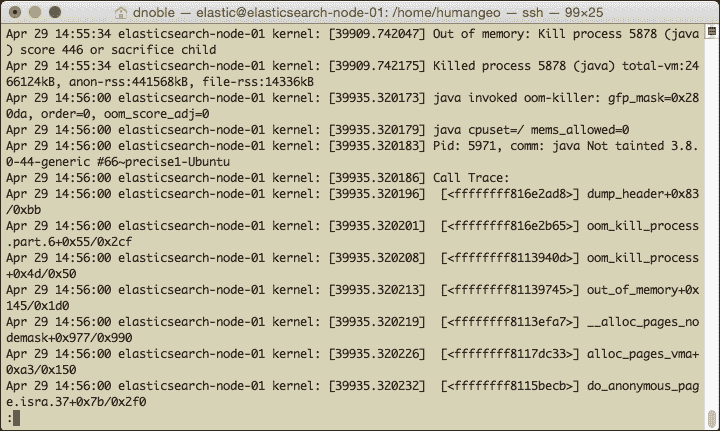 dnoble — elastic@elasticsearch-node-01: /home/humangeo — ssh — 99×25
Apr 29 14:55:34 elasticsearch-node-01 kernel: [39909.742047] Out of memory: Kill process 5878 (java
) score 446 or sacrifice child
Apr 29 14:55:34 elasticsearch-node-01 kernel: [39909.742175] Killed process 5878 (java) total-vm:24
66124kB, anon-rss:441568kB, file-rss:14336kB
Apr 29 14:56:00 elasticsearch-node-01 kernel: [39935.320173] java invoked oom-killer: gfp_mask=0x28
0da, order=0, oom_score_adj=0
Apr 29 14:56:00 elasticsearch-node-01 kernel: [39935.320179] java cpuset=/ mems_allowed=0
Apr 29 14:56:00 elasticsearch-node-01 kernel: [39935.320183] Pid: 5971, comm: java Not tainted 3.8.
0-44-generic #66~precise1-Ubuntu
Apr 29 14:56:00 elasticsearch-node-01 kernel: [39935.320186] Call Trace:
Apr 29 14:56:00 elasticsearch-node-01 kernel: [39935.320196]  [<ffffffff816e2ad8>] dump_header+0x83
/0xbb
Apr 29 14:56:00 elasticsearch-node-01 kernel: [39935.320201]  [<ffffffff816e2b65>] oom_kill_process
.part.6+0x55/0x2cf
Apr 29 14:56:00 elasticsearch-node-01 kernel: [39935.320208]  [<ffffffff8113940d>] oom_kill_process
+0x4d/0x50
Apr 29 14:56:00 elasticsearch-node-01 kernel: [39935.320213]  [<ffffffff81139745>] out_of_memory+0x
145/0x1d0
Apr 29 14:56:00 elasticsearch-node-01 kernel: [39935.320219]  [<ffffffff8113efa7>] __alloc_pages_no
demask+0x977/0x990
Apr 29 14:56:00 elasticsearch-node-01 kernel: [39935.320226]  [<ffffffff8117dc33>] alloc_pages_vma+
0xa3/0x150
Apr 29 14:56:00 elasticsearch-node-01 kernel: [39935.320232]  [<ffffffff8115becb>] do_anonymous_pag
e.isra.37+0x7b/0x2f0
: